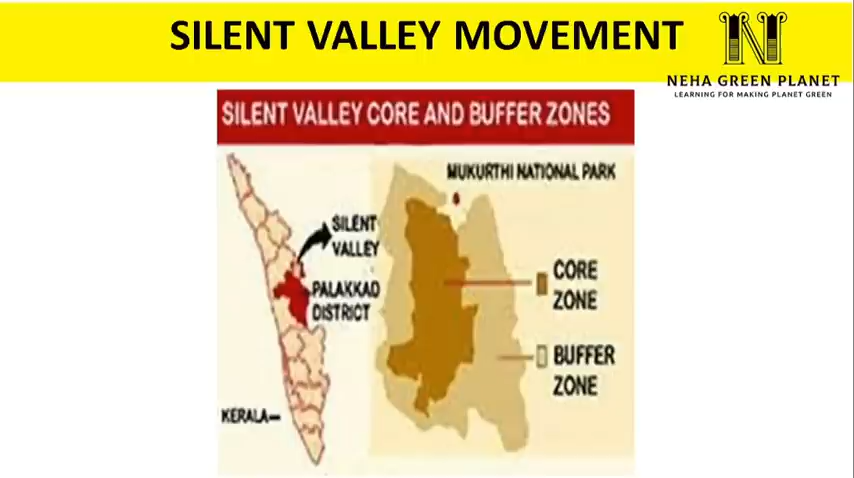 SILENT VALLEY MOVEMENT
N
NEHA GREEN PLANET
LEARNING FOR MAKING PLANET GREEN
SILENT VALLEY CORE AND BUFFER ZONES
MUKURTHI NATIONAL PARK
SILENT
VALLEY
PALAKKAD
DISTRICT
CORE
ZONE
BUFFER
ZONE
KERALA